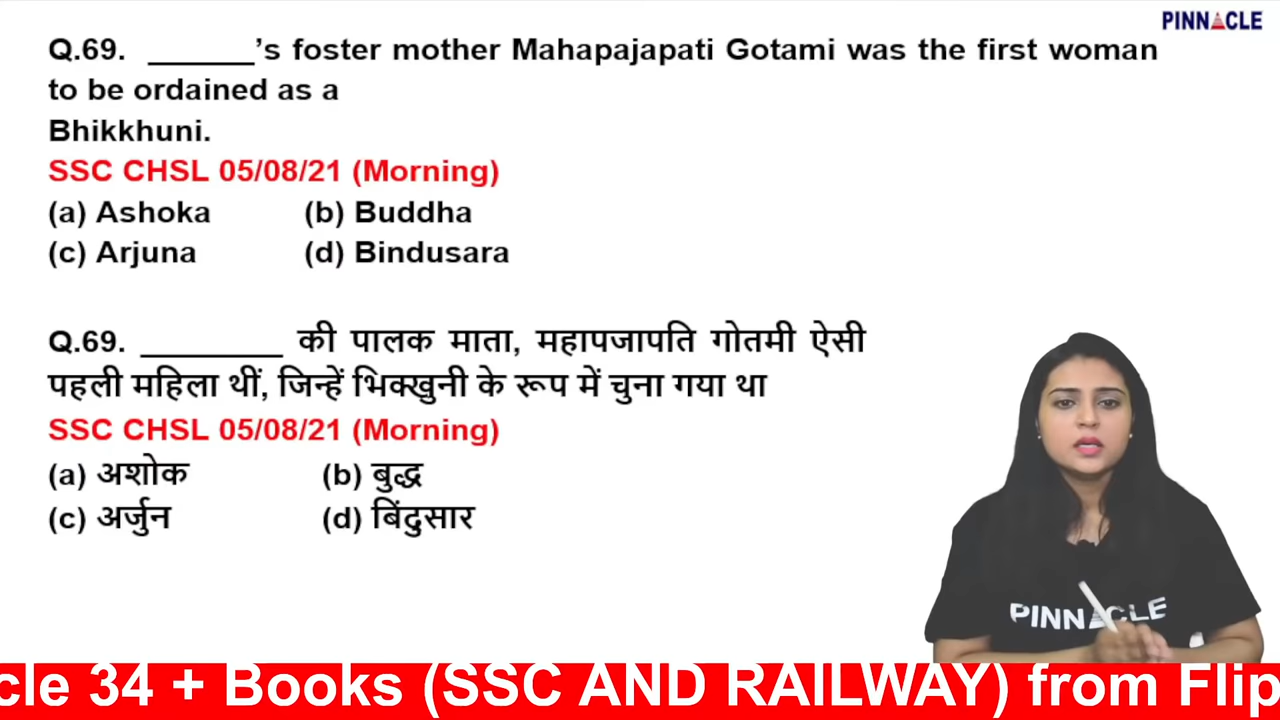 PINNACLE
Q.69. ______’s foster mother Mahapajapati Gotami was the first woman
to be ordained as a
Bhikkhuni.
SSC CHSL 05/08/21 (Morning)
(a) Ashoka (b) Buddha
(c) Arjuna (d) Bindusara
Q.69. ________ की पालक माता, महापजापति गोतमी ऐसी
पहली महिला थीं, जिन्हें भिक्खुनी के रूप में चुना गया था
SSC CHSL 05/08/21 (Morning)
(a) अशोक (b) बुद्ध
(c) अर्जुन (d) बिंदुसार
PINNACLE
cle 34 + Books (SSC AND RAILWAY) from Flip